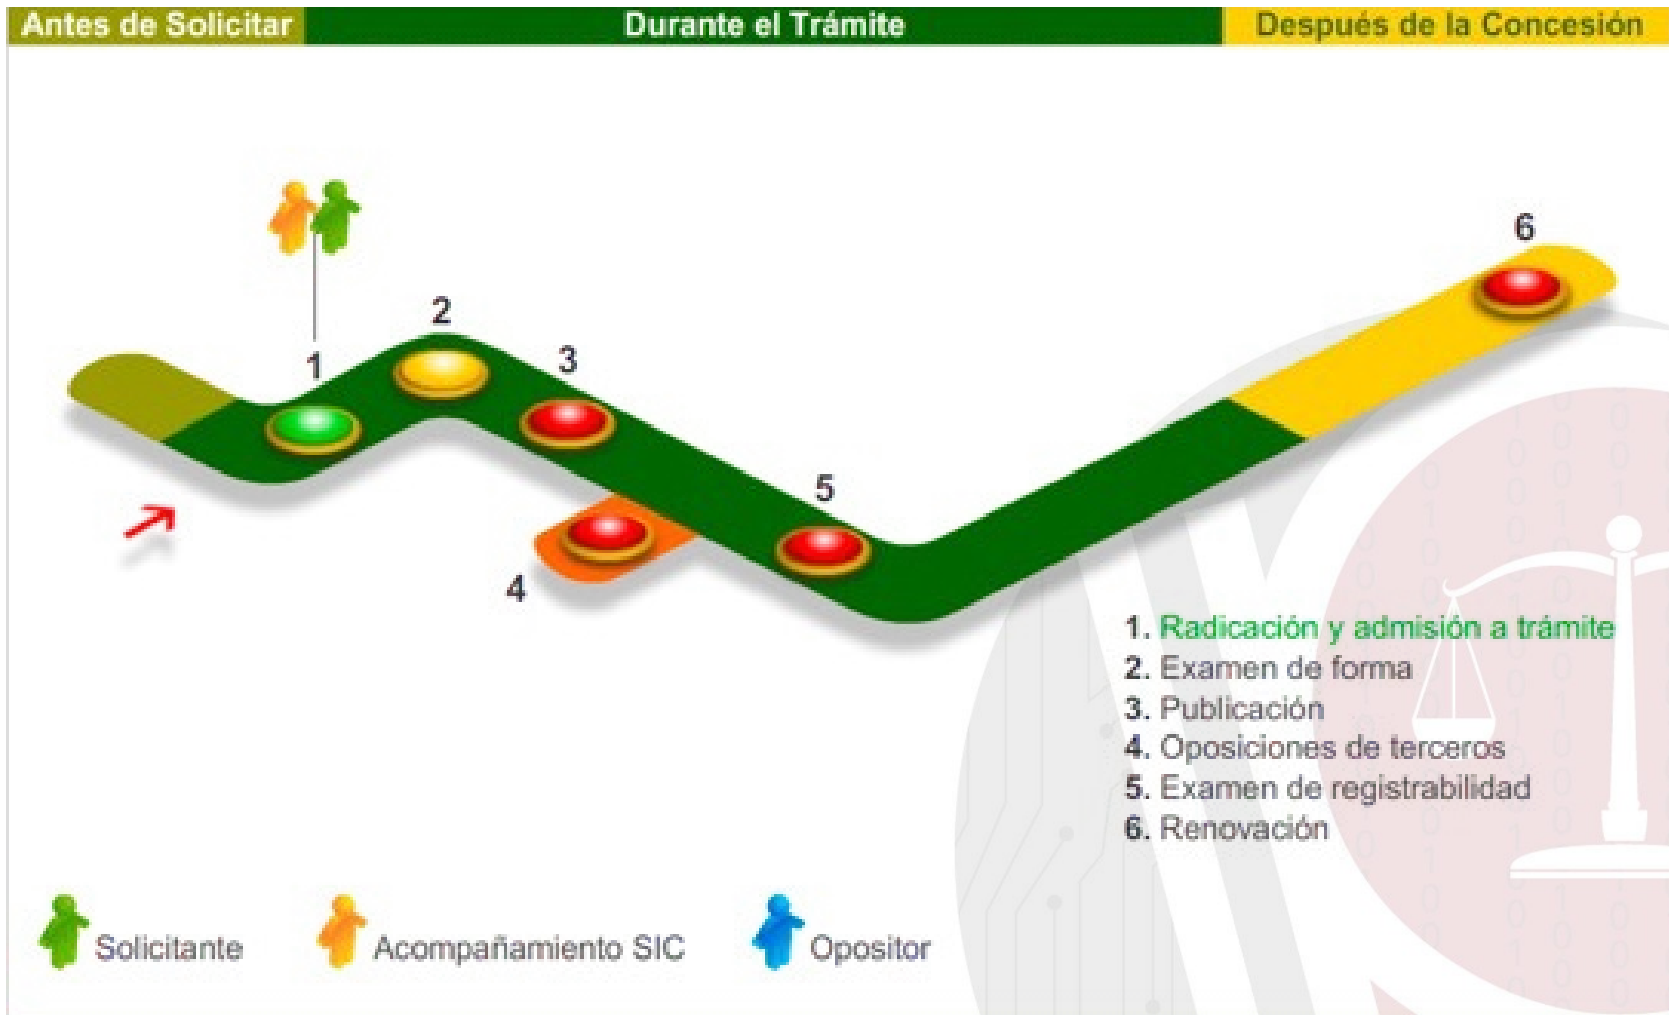 Antes de Solicitar
Durante el Trámite
Después de la Concesión
6
2
3
1
5
4
1. Radicación y admisión a trámite
2. Examen de forma
3. Publicación
4. Oposiciones de terceros
5. Examen de registrabilidad
6. Renovación
Solicitante
Acompañamiento SIC
Opositor